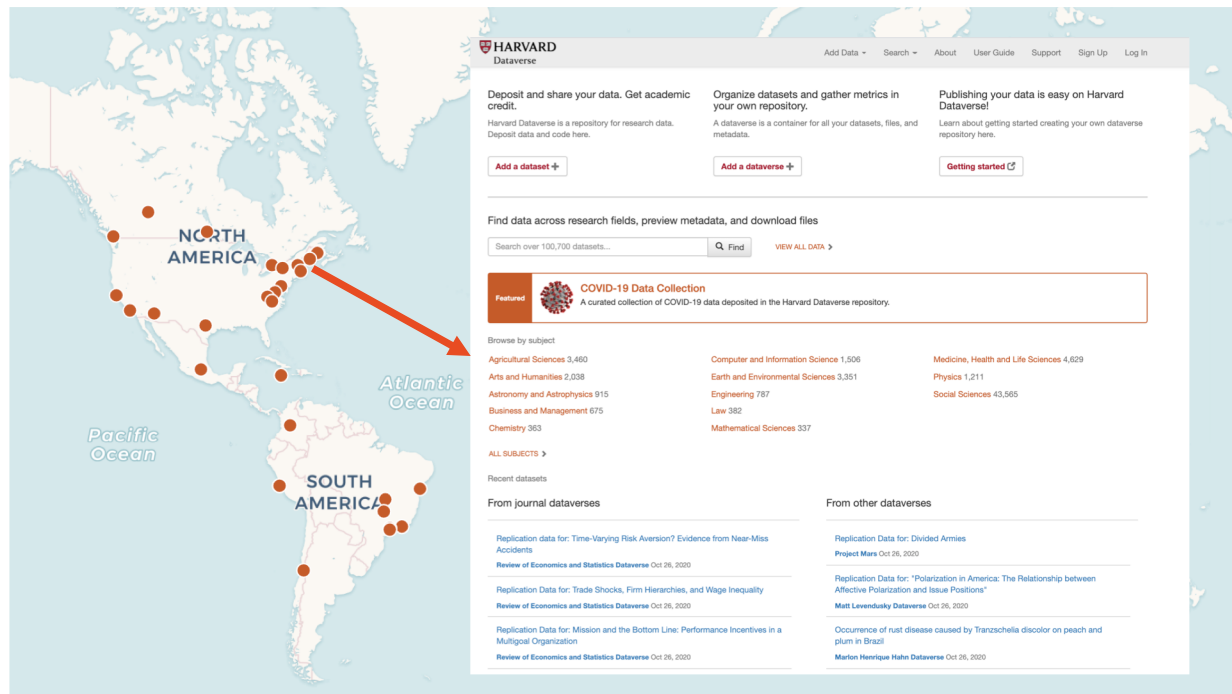 NORTH
AMERICA
Atlantic
Ocean
Pacific
Ocean
SOUTH
AMERICA
HARVARD
Dataverse
Add Data
Search
About
User Guide
Support
Sign Up
Log In
Deposit and share your data. Get academic
credit.
Harvard Dataverse is a repository for research data.
Deposit data and code here.
Add a dataset +
Organize datasets and gather metrics in
your own repository.
A dataverse is a container for all your datasets, files, and
metadata.
Add a dataverse +
Publishing your data is easy on Harvard
Dataverse!
Learn about getting started creating your own dataverse
repository here.
Getting started
Find data across research fields, preview metadata, and download files
Search over 100,700 datasets...
Find
VIEW ALL DATA >
Featured
COVID-19 Data Collection
A curated collection of COVID-19 data deposited in the Harvard Dataverse repository.
Browse by subject
Agricultural Sciences 3,460
Arts and Humanities 2,038
Astronomy and Astrophysics 915
Business and Management 675
Chemistry 363
Computer and Information Science 1,506
Earth and Environmental Sciences 3,351
Engineering 787
Law 382
Mathematical Sciences 337
Medicine, Health and Life Sciences 4,629
Physics 1,211
Social Sciences 43,565
ALL SUBJECTS >
Recent datasets
From journal dataverses
Replication data for: Time-Varying Risk Aversion? Evidence from Near-Miss
Accidents
Review of Economics and Statistics Dataverse Oct 26, 2020
Replication Data for: Trade Shocks, Firm Hierarchies, and Wage Inequality
Review of Economics and Statistics Dataverse Oct 26, 2020
Replication Data for: Mission and the Bottom Line: Performance Incentives in a
Multigoal Organization
Review of Economics and Statistics Dataverse Oct 26, 2020
From other dataverses
Replication Data for: Divided Armies
Project Mars Oct 26, 2020
Replication Data for: "Polarization in America: The Relationship between
Affective Polarization and Issue Positions"
Matt Levendusky Dataverse Oct 26, 2020
Occurrence of rust disease caused by Tranzschelia discolor on peach and
plum in Brazil
Marlon Henrique Hahn Dataverse Oct 26, 2020